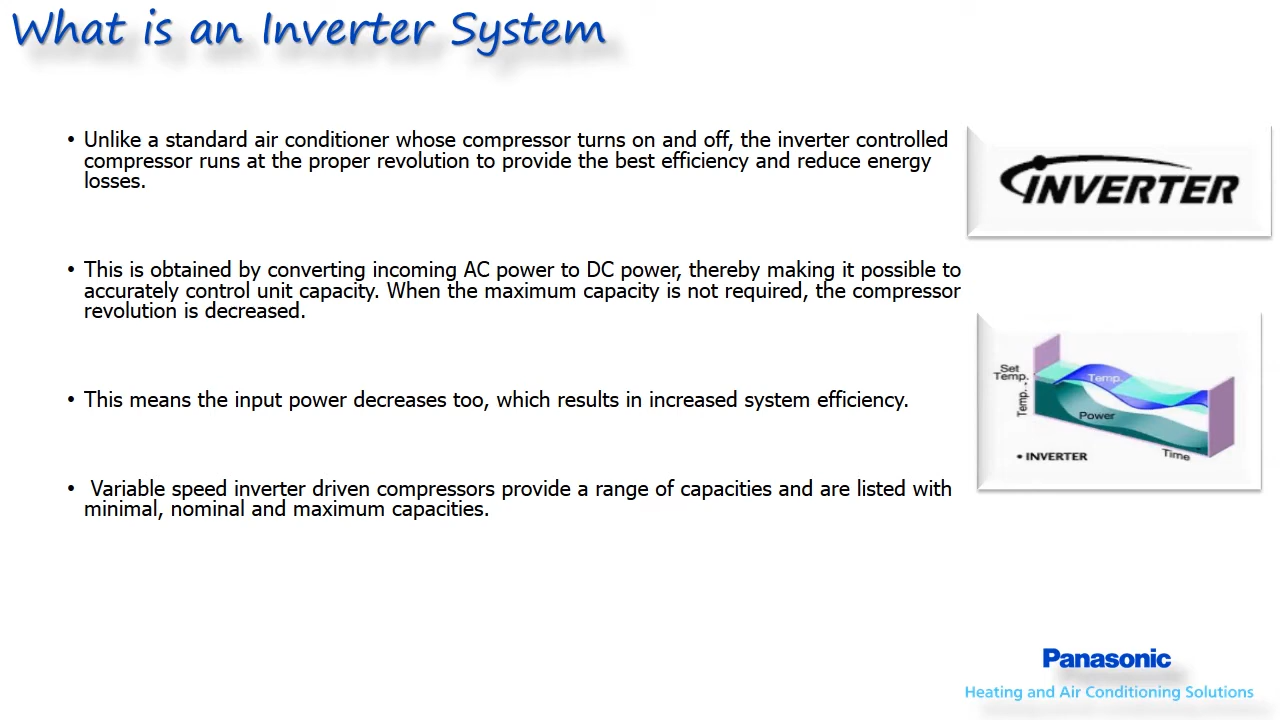 What is an Inverter System
• Unlike a standard air conditioner whose compressor turns on and off, the inverter controlled
compressor runs at the proper revolution to provide the best efficiency and reduce energy
losses.
INVERTER
• This is obtained by converting incoming AC power to DC power, thereby making it possible to
accurately control unit capacity. When the maximum capacity is not required, the compressor
revolution is decreased.
• This means the input power decreases too, which results in increased system efficiency.
• Variable speed inverter driven compressors provide a range of capacities and are listed with
minimal, nominal and maximum capacities.
Set
Temp.
Temp.
Temp.
Power
Time
• INVERTER
Panasonic
Heating and Air Conditioning Solutions